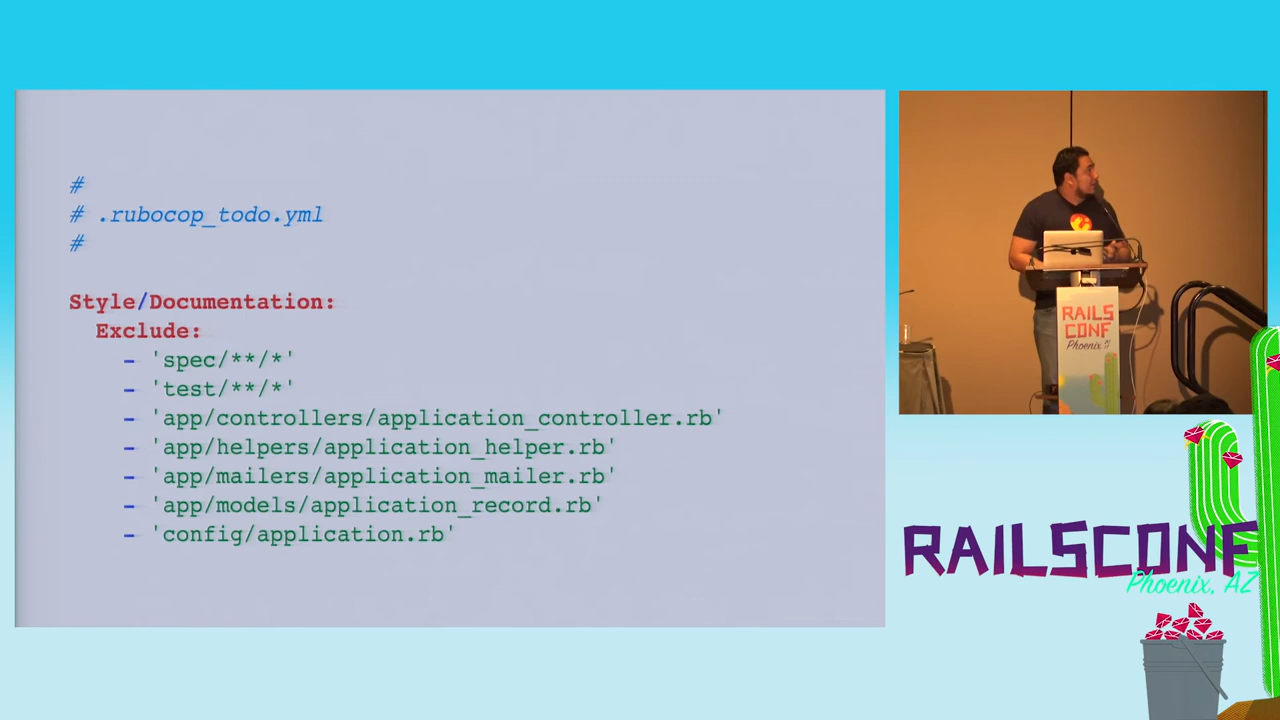 #
# .rubocop_todo.yml
#
Style/Documentation:
Exclude:
- 'spec/**/*'
- 'test/**/*'
- 'app/controllers/application_controller.rb'
- 'app/helpers/application_helper.rb'
- 'app/mailers/application_mailer.rb'
- 'app/models/application_record.rb'
- 'config/application.rb'
RAILS
CONF
Phoenix
RAILSCONF
Phoenix, AZ